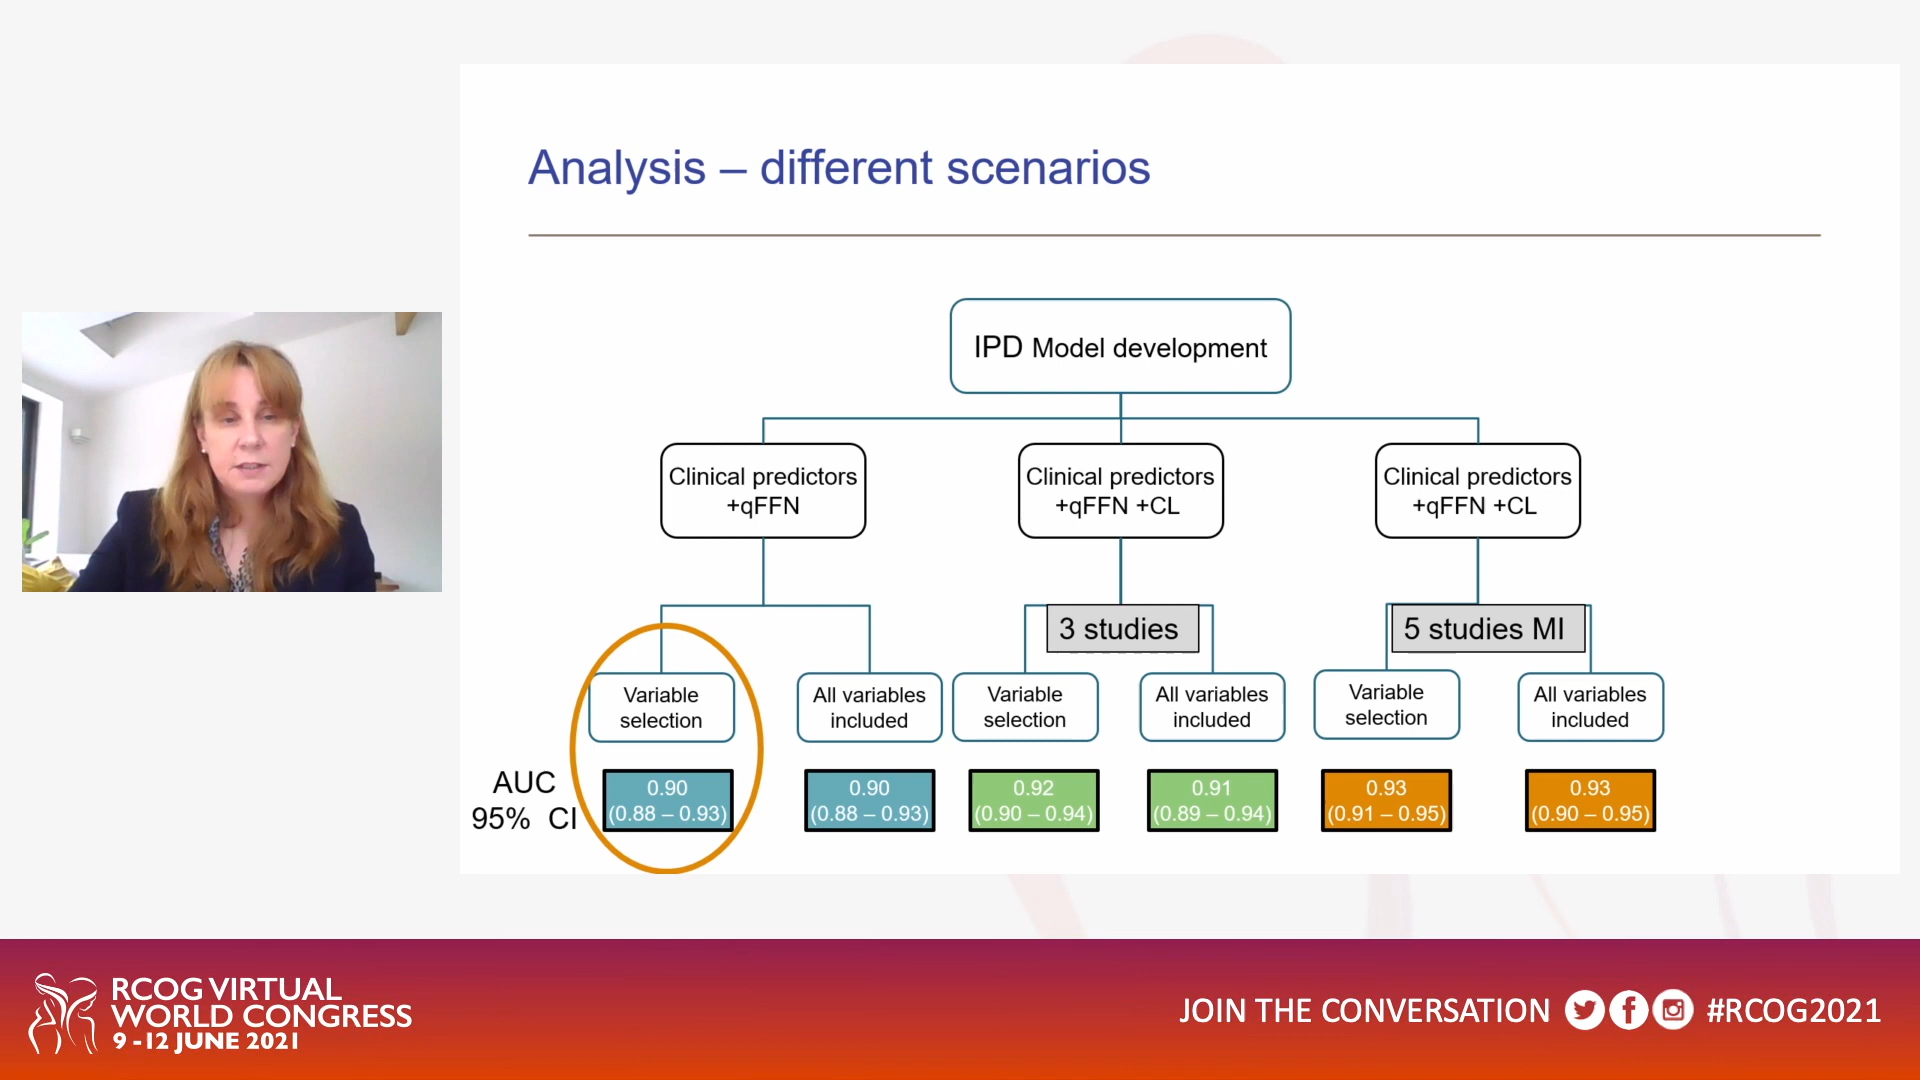 Analysis – different scenarios
IPD Model development
Clinical predictors
+qFFN
Clinical predictors
+qFFN +CL
Clinical predictors
+qFFN +CL
3 studies
5 studies MI
Variable
selection
All variables
included
Variable
selection
All variables
included
Variable
selection
All variables
included
AUC
95% CI
0.90
(0.88 – 0.93)
0.90
(0.88 – 0.93)
0.92
(0.90 – 0.94)
0.91
(0.89 – 0.94)
0.93
(0.91 – 0.95)
0.93
(0.90 – 0.95)
RCOG VIRTUAL
WORLD CONGRESS
9 - 12 JUNE 2021
JOIN THE CONVERSATION
#RCOG2021